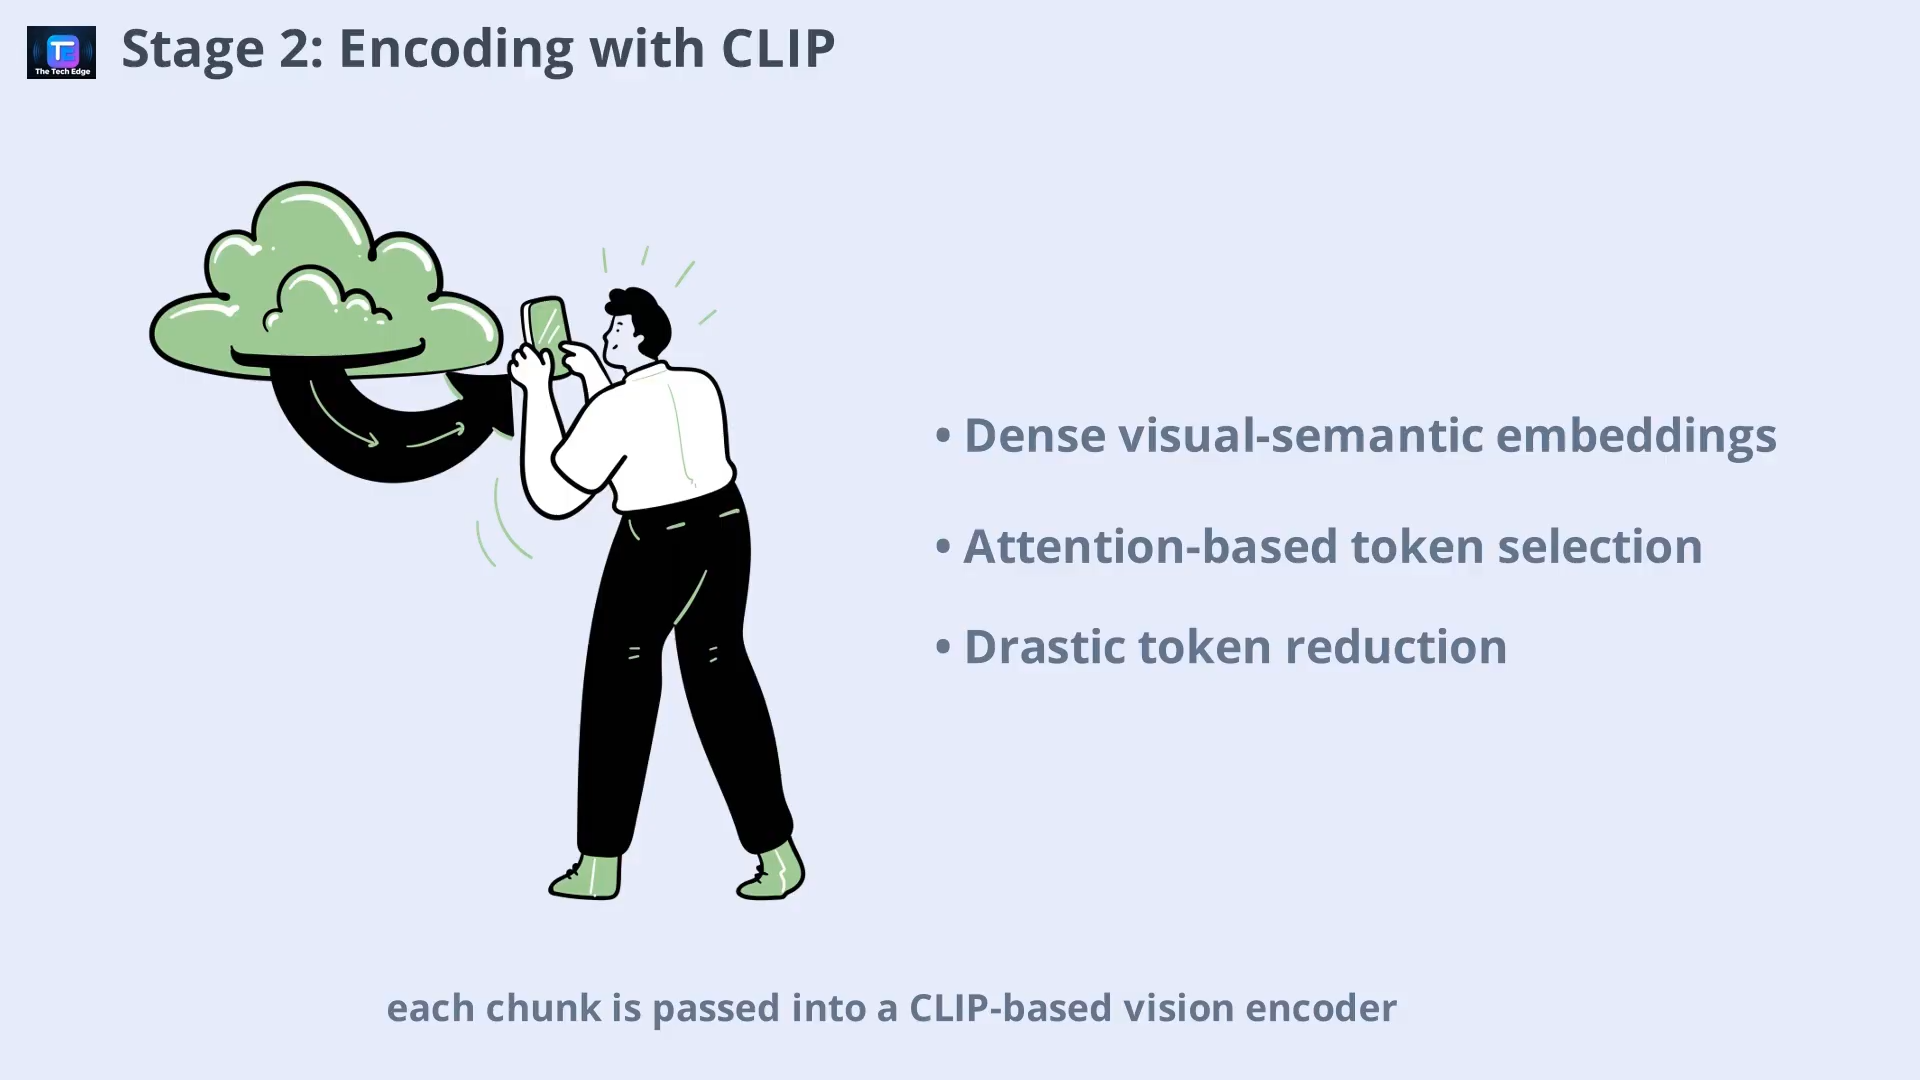 Stage 2: Encoding with CLIP
The Tech Edge
• Dense visual-semantic embeddings
• Attention-based token selection
• Drastic token reduction
each chunk is passed into a CLIP-based vision encoder